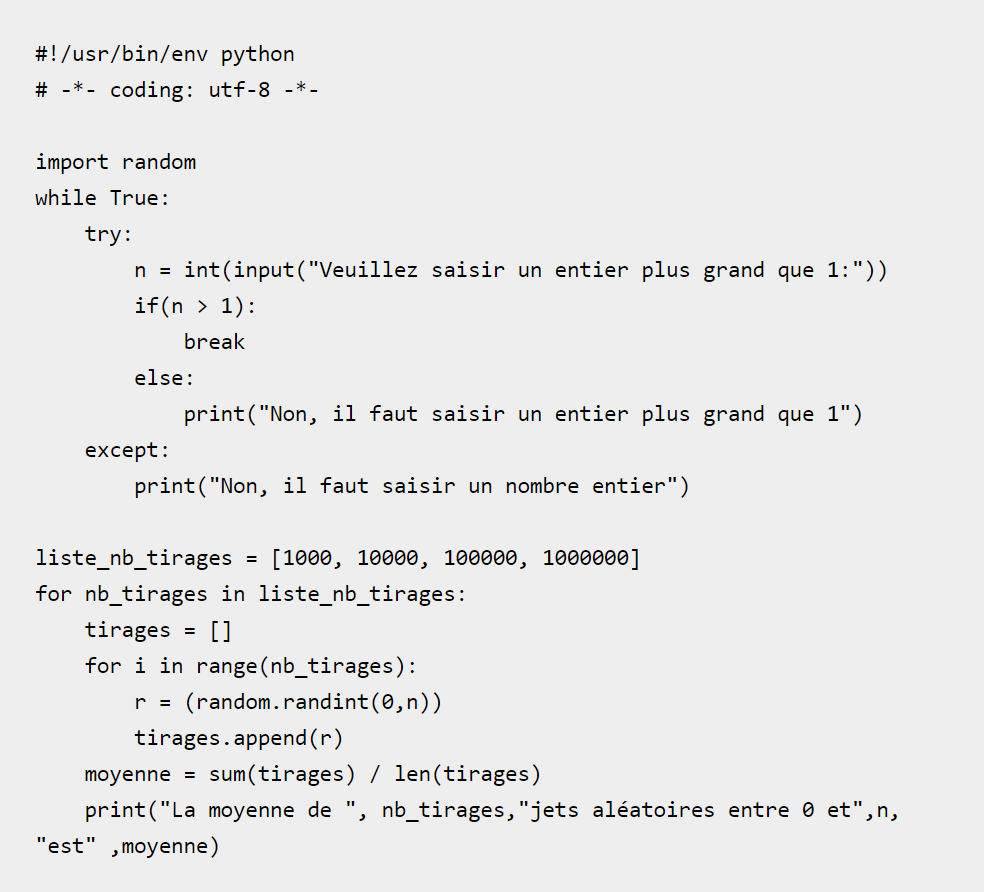 #!/usr/bin/env python
# -*- coding: utf-8 -*-

import random
while True:
    try:
        n = int(input("Veuillez saisir un entier plus grand que 1:"))
        if(n > 1):
            break
        else:
            print("Non, il faut saisir un entier plus grand que 1")
    except:
        print("Non, il faut saisir un nombre entier")

liste_nb_tirages = [1000, 10000, 100000, 1000000]
for nb_tirages in liste_nb_tirages:
    tirages = []
    for i in range(nb_tirages):
        r = (random.randint(0,n))
        tirages.append(r)
    moyenne = sum(tirages) / len(tirages)
    print("La moyenne de ", nb_tirages,"jets aléatoires entre 0 et",n,
"est" ,moyenne)